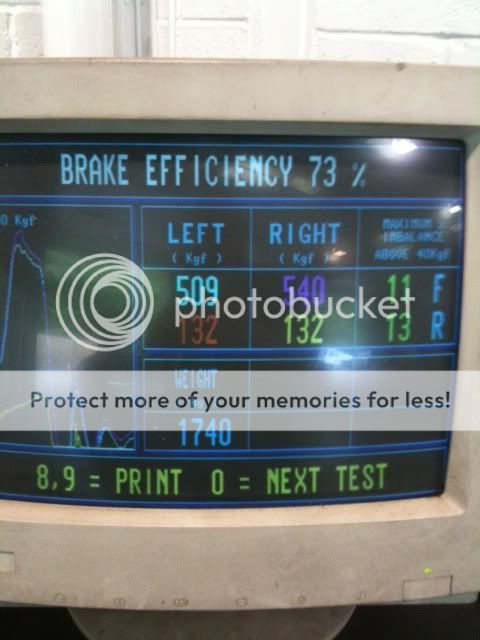 BRAKE EFFICIENCY 73 %
0 Kgf
LEFT RIGHT MAXIMUM
( Kgf ) ( Kgf ) IMBALANCE
ABOVE 40Kgf
509 540 11 F
132 132 13 R
photobucket
WEIGHT
Protect more of your memories for less!
1740
8,9 = PRINT 0 = NEXT TEST